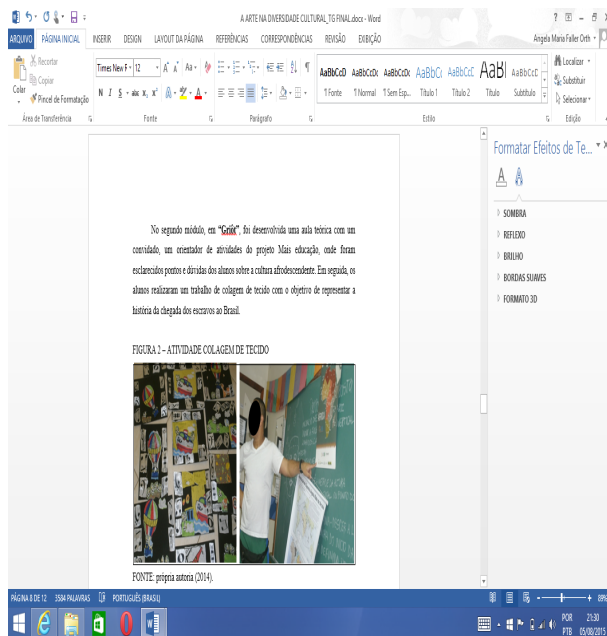 A ARTE NA DIVERSIDADE CULTURAL_TG FINAL.docx - Word
ARQUIVO PÁGINA INICIAL INSERIR DESIGN LAYOUT DA PÁGINA REFERÊNCIAS CORRESPONDÊNCIAS REVISÃO EXIBIÇÃO Angela Maria Faller Orth
Recortar
Copiar
Pincel de Formatação
Colar
Área de Transferência
Times New F 12
N I S abc x₂ x²
Fonte
Parágrafo
AaBbCcD AaBbCcDc AaBbCcDc AaBbC AaBbCcC AaBl AaBbCcC
1 Fonte ¶ Normal ¶ Sem Esp... Título 1 Título 2 Título Subtítulo
Estilo
Localizar
Substituir
Selecionar
Edição
Formatar Efeitos de Te...
SOMBRA
REFLEXO
BRILHO
BORDAS SUAVES
FORMATO 3D
No segundo módulo, em “Griôt”, foi desenvolvida uma aula teórica com um
convidado, um orientador de atividades do projeto Mais educação, onde foram
esclarecidos pontos e dúvidas dos alunos sobre a cultura afrodescendente. Em seguida, os
alunos realizaram um trabalho de colagem de tecido com o objetivo de representar a
história da chegada dos escravos ao Brasil.
FIGURA 2 – ATIVIDADE COLAGEM DE TECIDO
FONTE: própria autoria (2014).
PÁGINA 8 DE 12 3584 PALAVRAS PORTUGUÊS (BRASIL) 89%
POR 21:30
PTB 05/08/2015